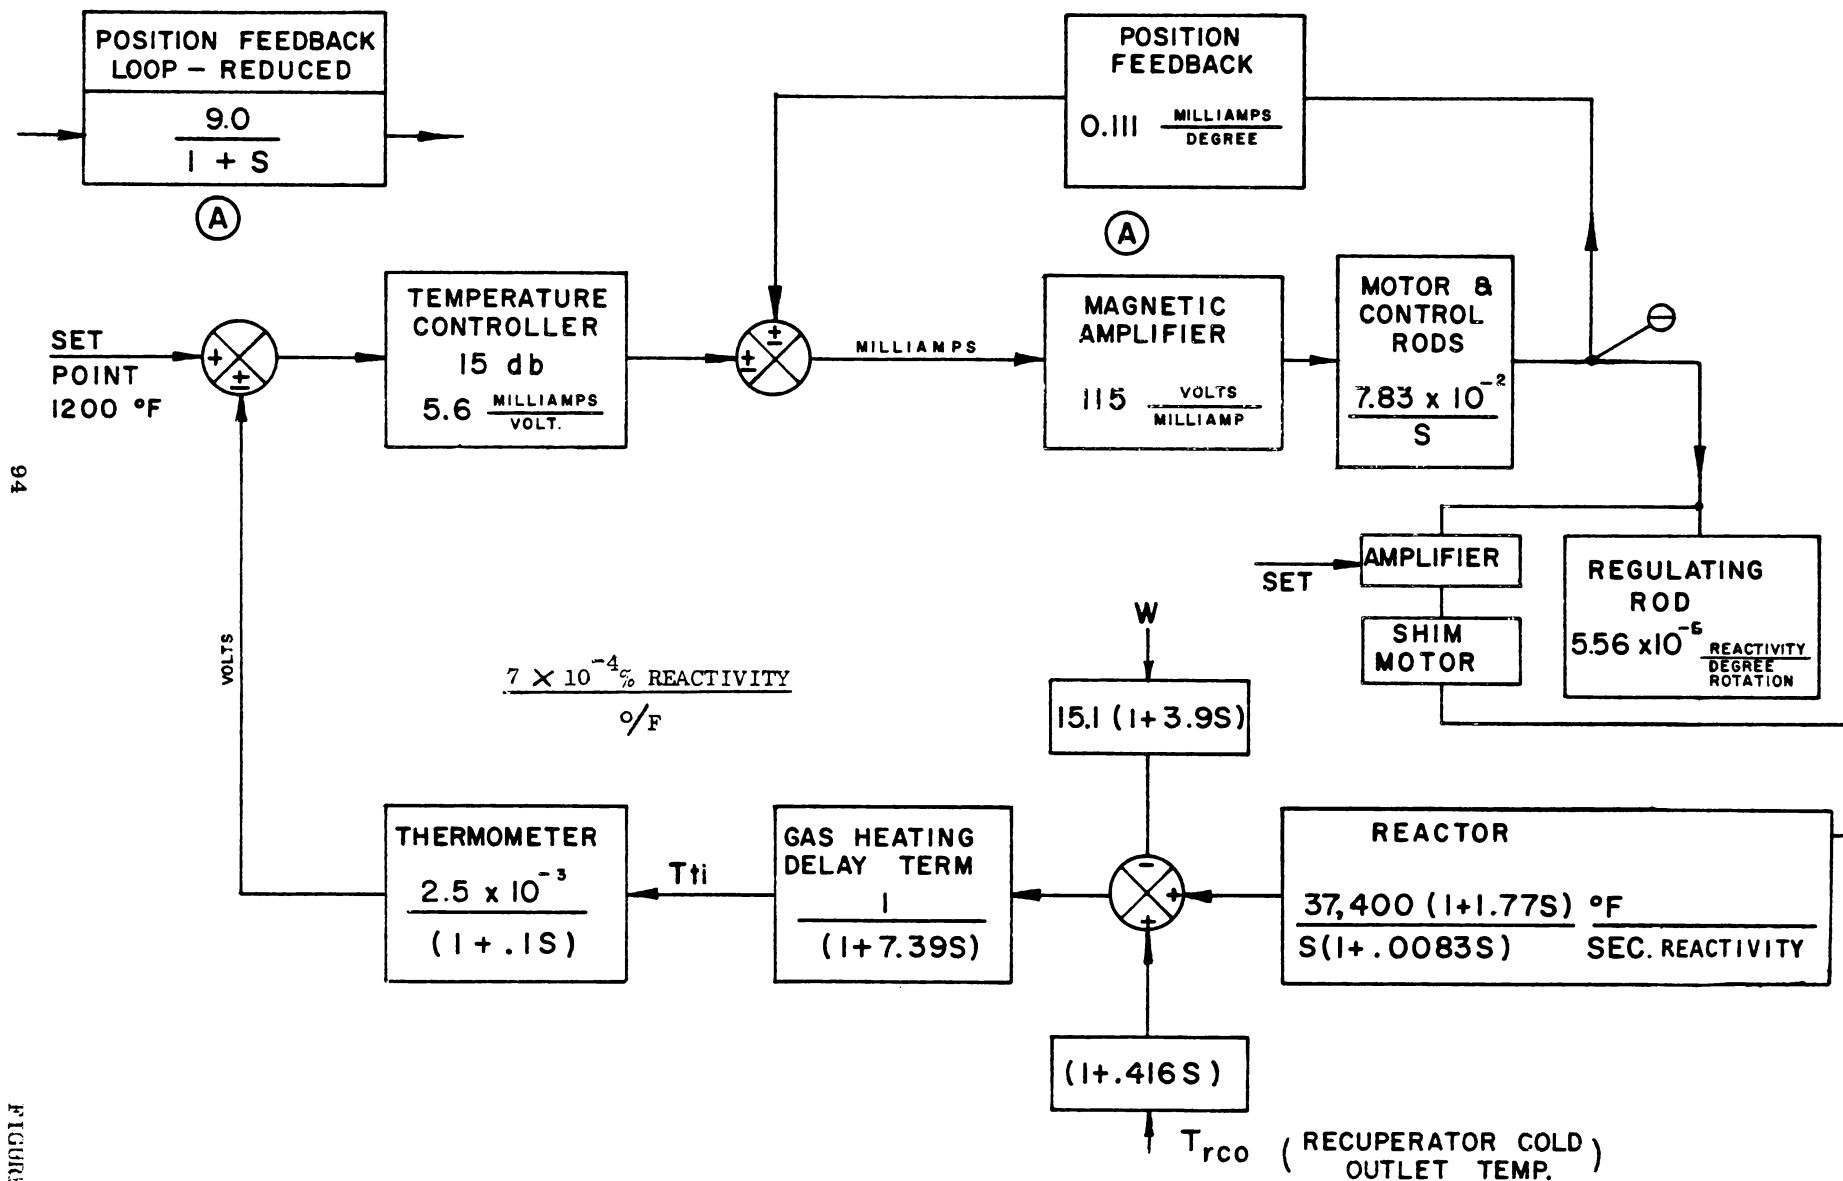 POSITION FEEDBACK
LOOP – REDUCED
9.0
1 + S
A
POSITION
FEEDBACK
0.111 MILLIAMPS
DEGREE
A
SET
POINT
1200 °F
+
±
TEMPERATURE
CONTROLLER
15 db
5.6 MILLIAMPS
VOLT.
±
±
MILLIAMPS
MAGNETIC
AMPLIFIER
115 VOLTS
MILLIAMP
MOTOR &
CONTROL
RODS
7.83 x 10⁻²
S
Θ
94
SET
AMPLIFIER
SHIM
MOTOR
REGULATING
ROD
5.56 x10⁻⁶ REACTIVITY
DEGREE
ROTATION
VOLTS
7 × 10⁻⁴% REACTIVITY
°/F
W
15.1 (1+3.9S)
THERMOMETER
2.5 x 10⁻³
(1 + .1S)
Tti
GAS HEATING
DELAY TERM
1
(1+7.39S)
-
+
+
REACTOR
37,400 (1+1.77S) °F
S(1+.0083S) SEC. REACTIVITY
(1+.416S)
Trco ( RECUPERATOR COLD )
OUTLET TEMP.